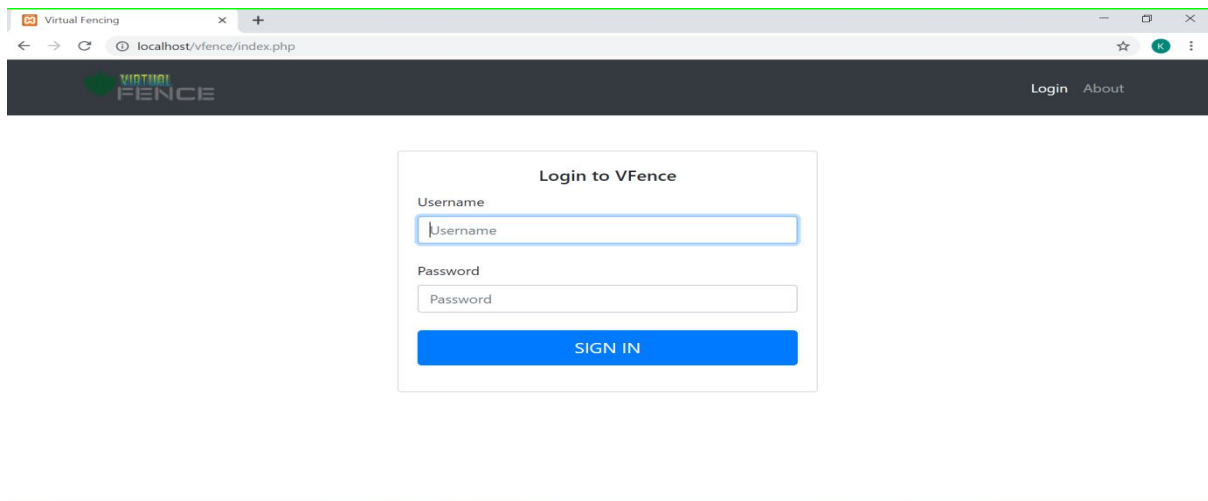 Virtual Fencing
localhost/vfence/index.php
K
VIRTUAL
FENCE
Login About
Login to VFence
Username
Username
Password
Password
SIGN IN